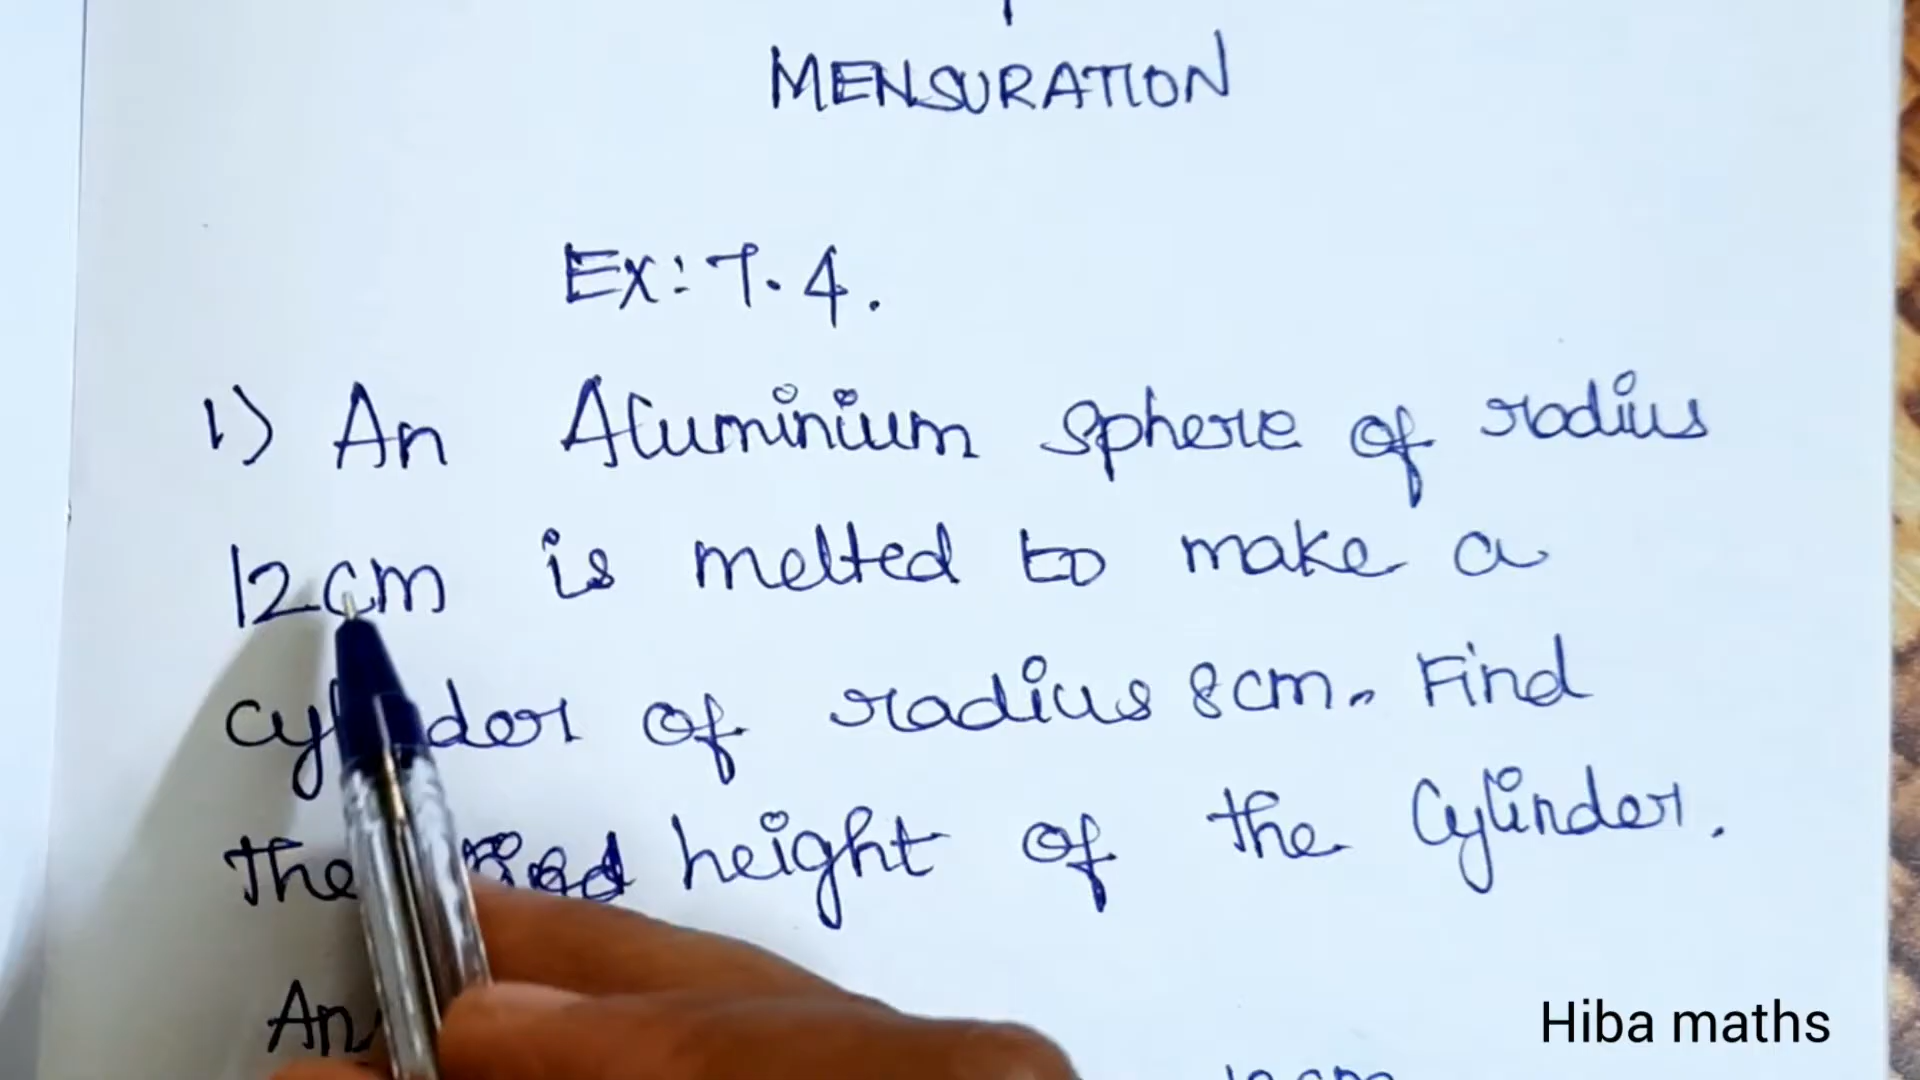 MENSURATION
Ex: 7.4.
1) An Aluminium sphere of radius
12cm is melted to make a
of radius 8cm. Find
the height of the Cylinder.
Hiba maths